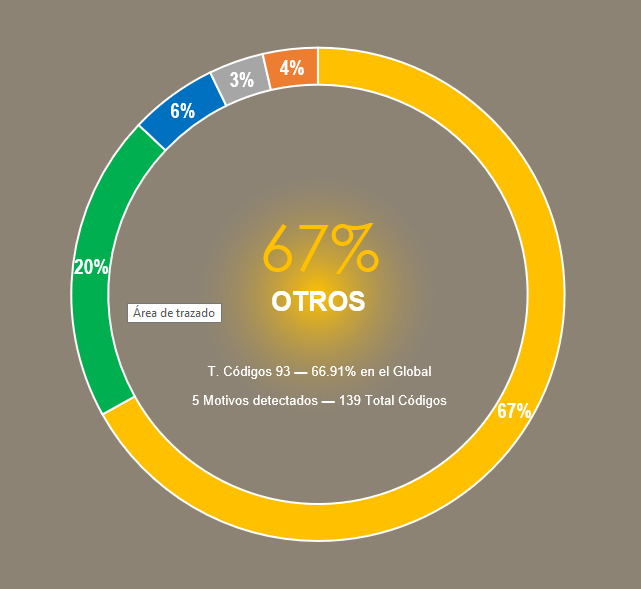 4%
3%
6%
20%
67%
OTROS
Área de trazado
T. Códigos 93 — 66.91% en el Global
5 Motivos detectados — 139 Total Códigos
67%